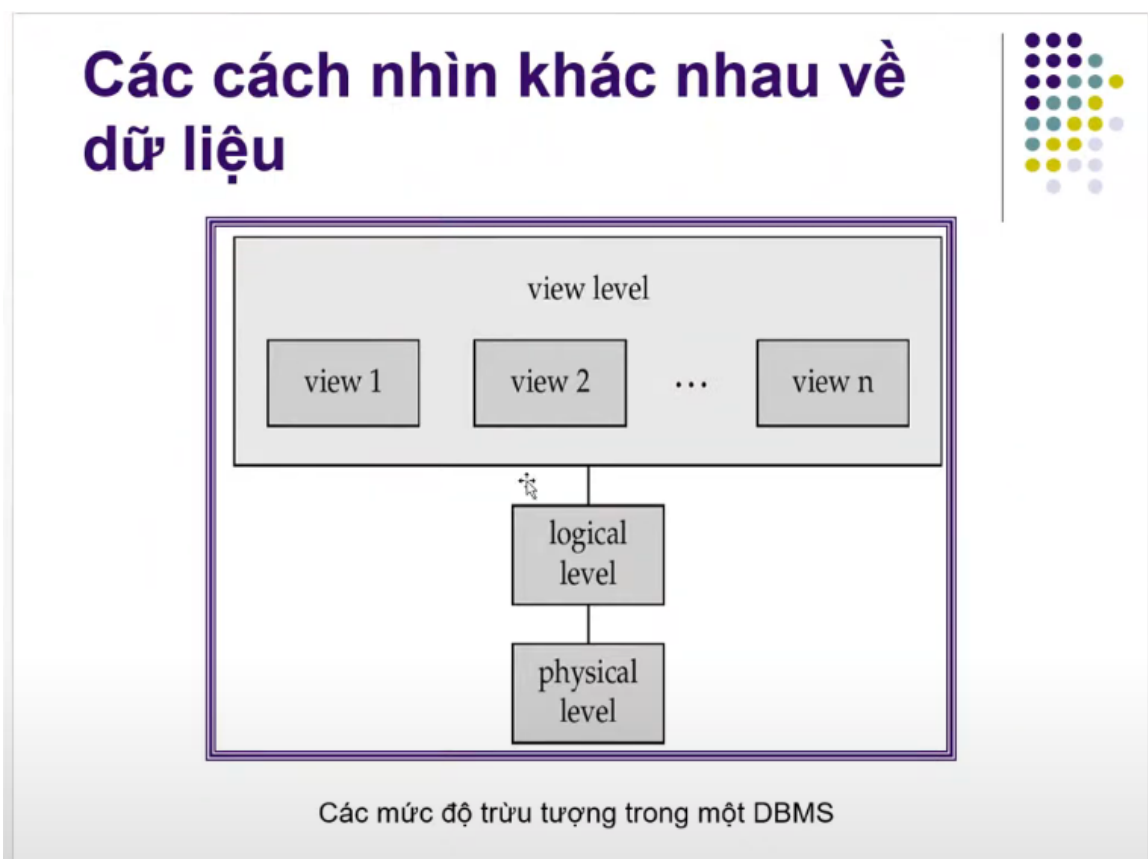 Các cách nhìn khác nhau về
dữ liệu
view level
view 1 view 2 ... view n
logical
level
physical
level
Các mức độ trừu tượng trong một DBMS